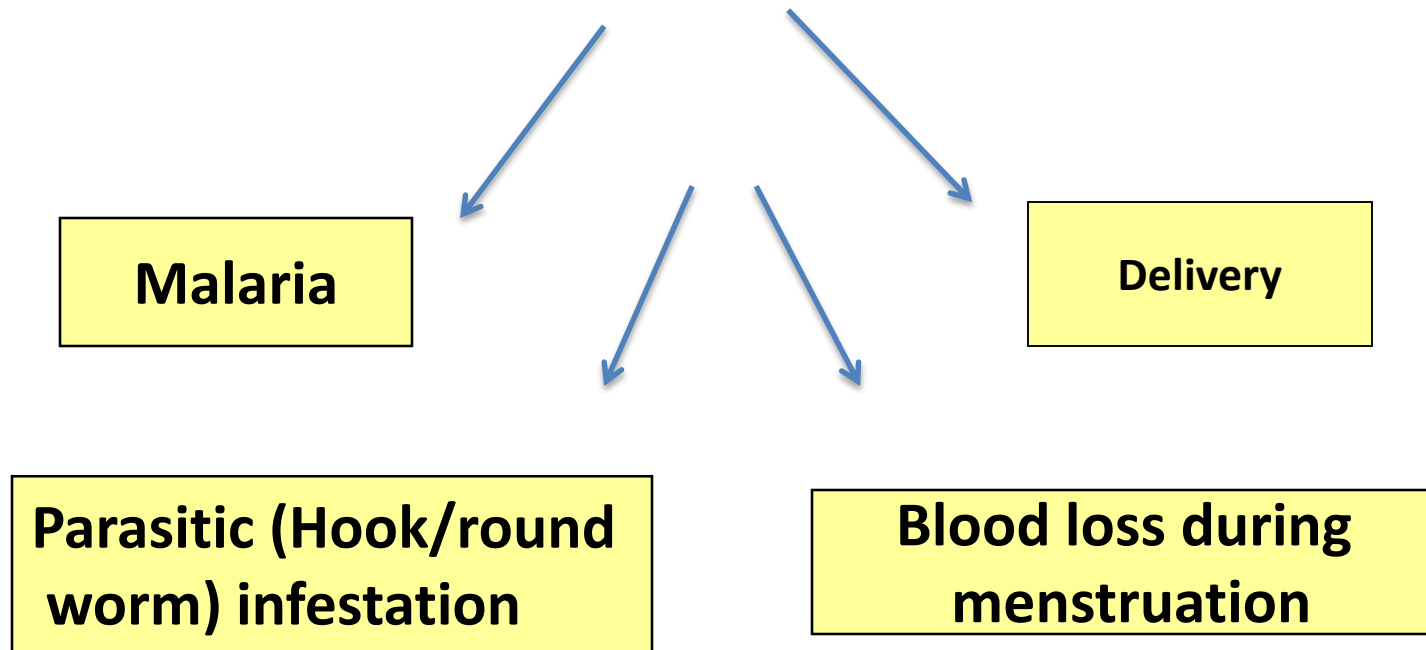 Malaria
Delivery
Parasitic (Hook/round
worm) infestation
Blood loss during
menstruation